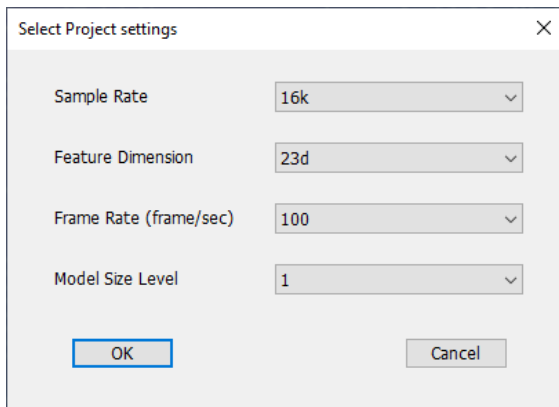 Select Project settings
Sample Rate 16k
Feature Dimension 23d
Frame Rate (frame/sec) 100
Model Size Level 1
OK Cancel